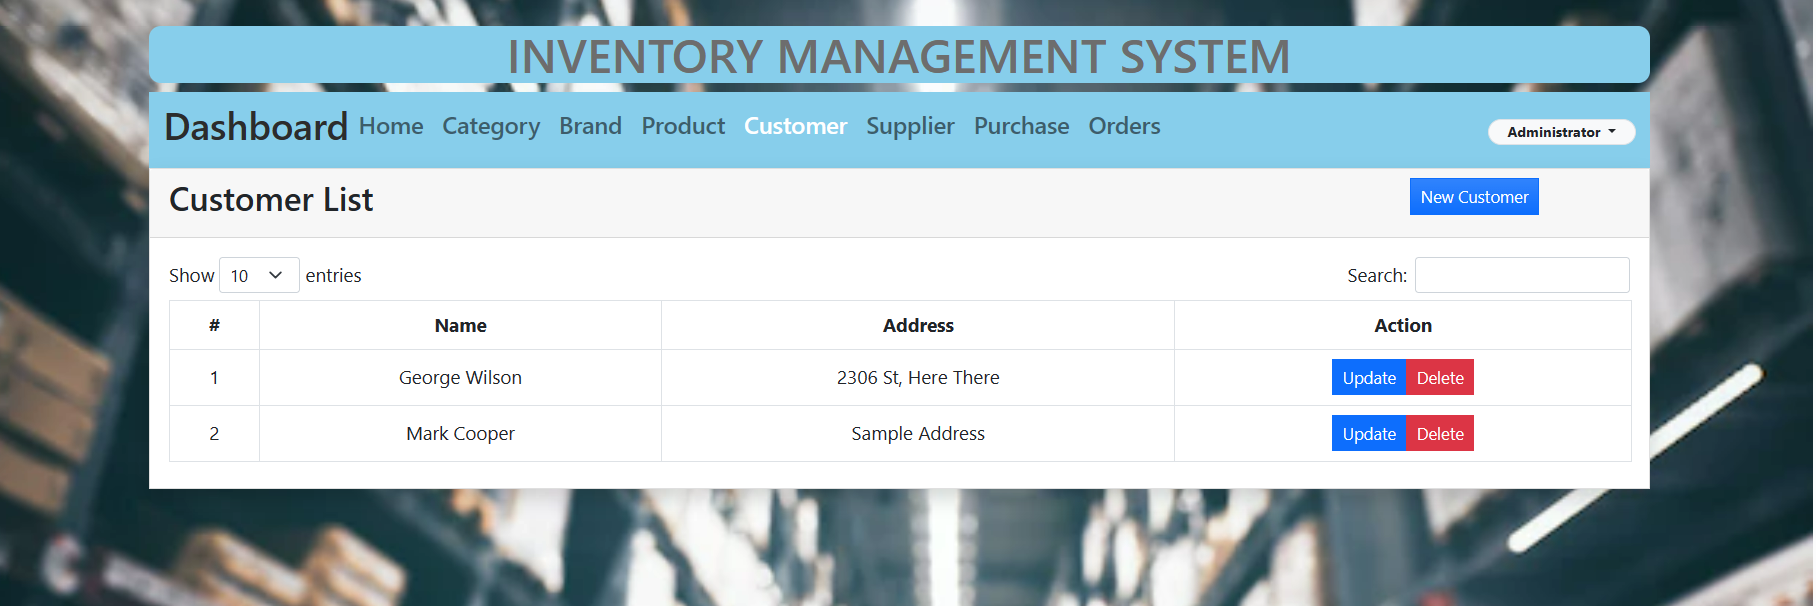 INVENTORY MANAGEMENT SYSTEM
Dashboard Home Category Brand Product Customer Supplier Purchase Orders Administrator
Customer List New Customer
Show 10 entries Search:
# Name Address Action
1 George Wilson 2306 St, Here There Update Delete
2 Mark Cooper Sample Address Update Delete